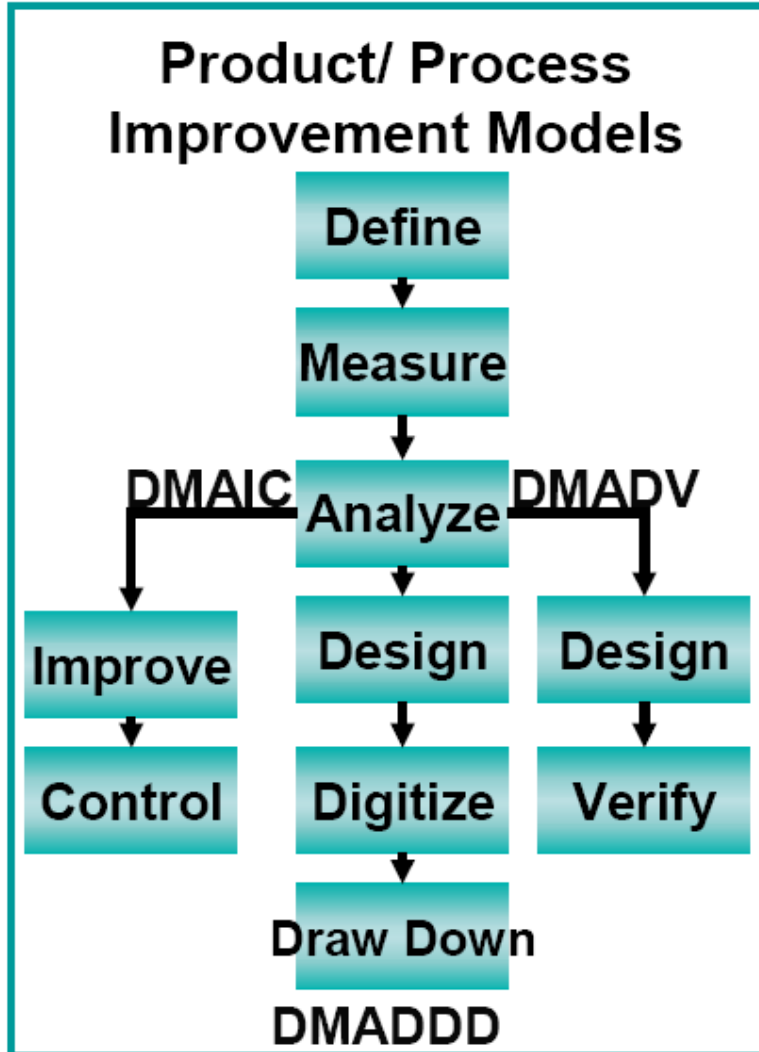 Product/ Process
Improvement Models
Define
Measure
DMAIC
Analyze
DMADV
Improve
Design
Design
Control
Digitize
Verify
Draw Down
DMADDD